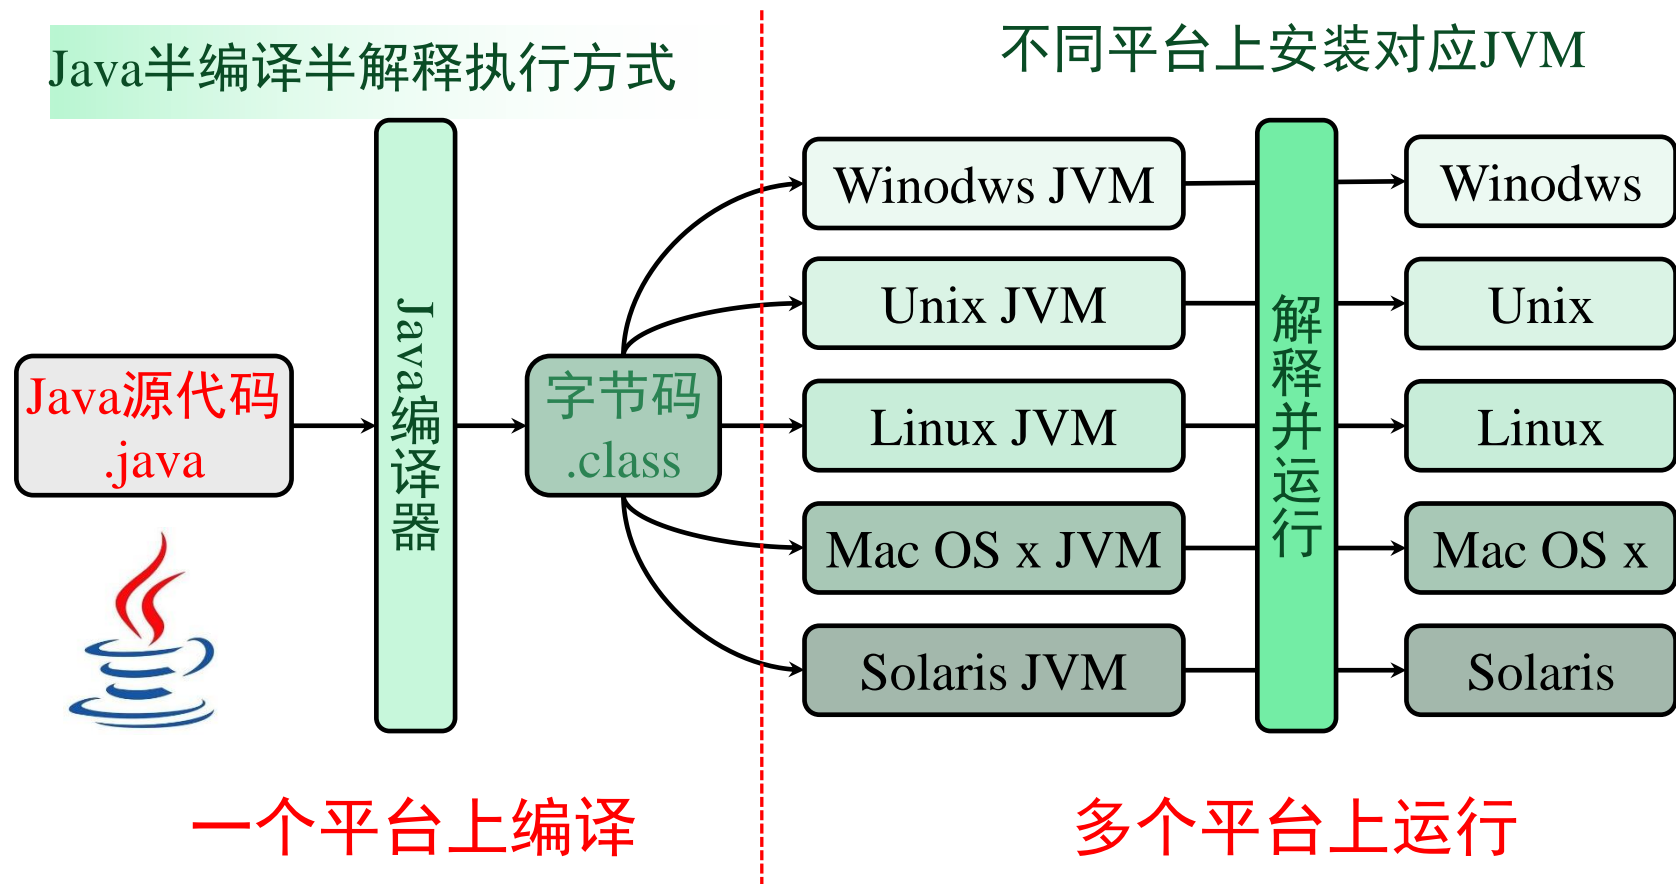 Java半编译半解释执行方式
不同平台上安装对应JVM
Java源代码
.java
Java编译器
字节码
.class
Winodws JVM
Unix JVM
Linux JVM
Mac OS x JVM
Solaris JVM
解释并运行
Winodws
Unix
Linux
Mac OS x
Solaris
一个平台上编译
多个平台上运行